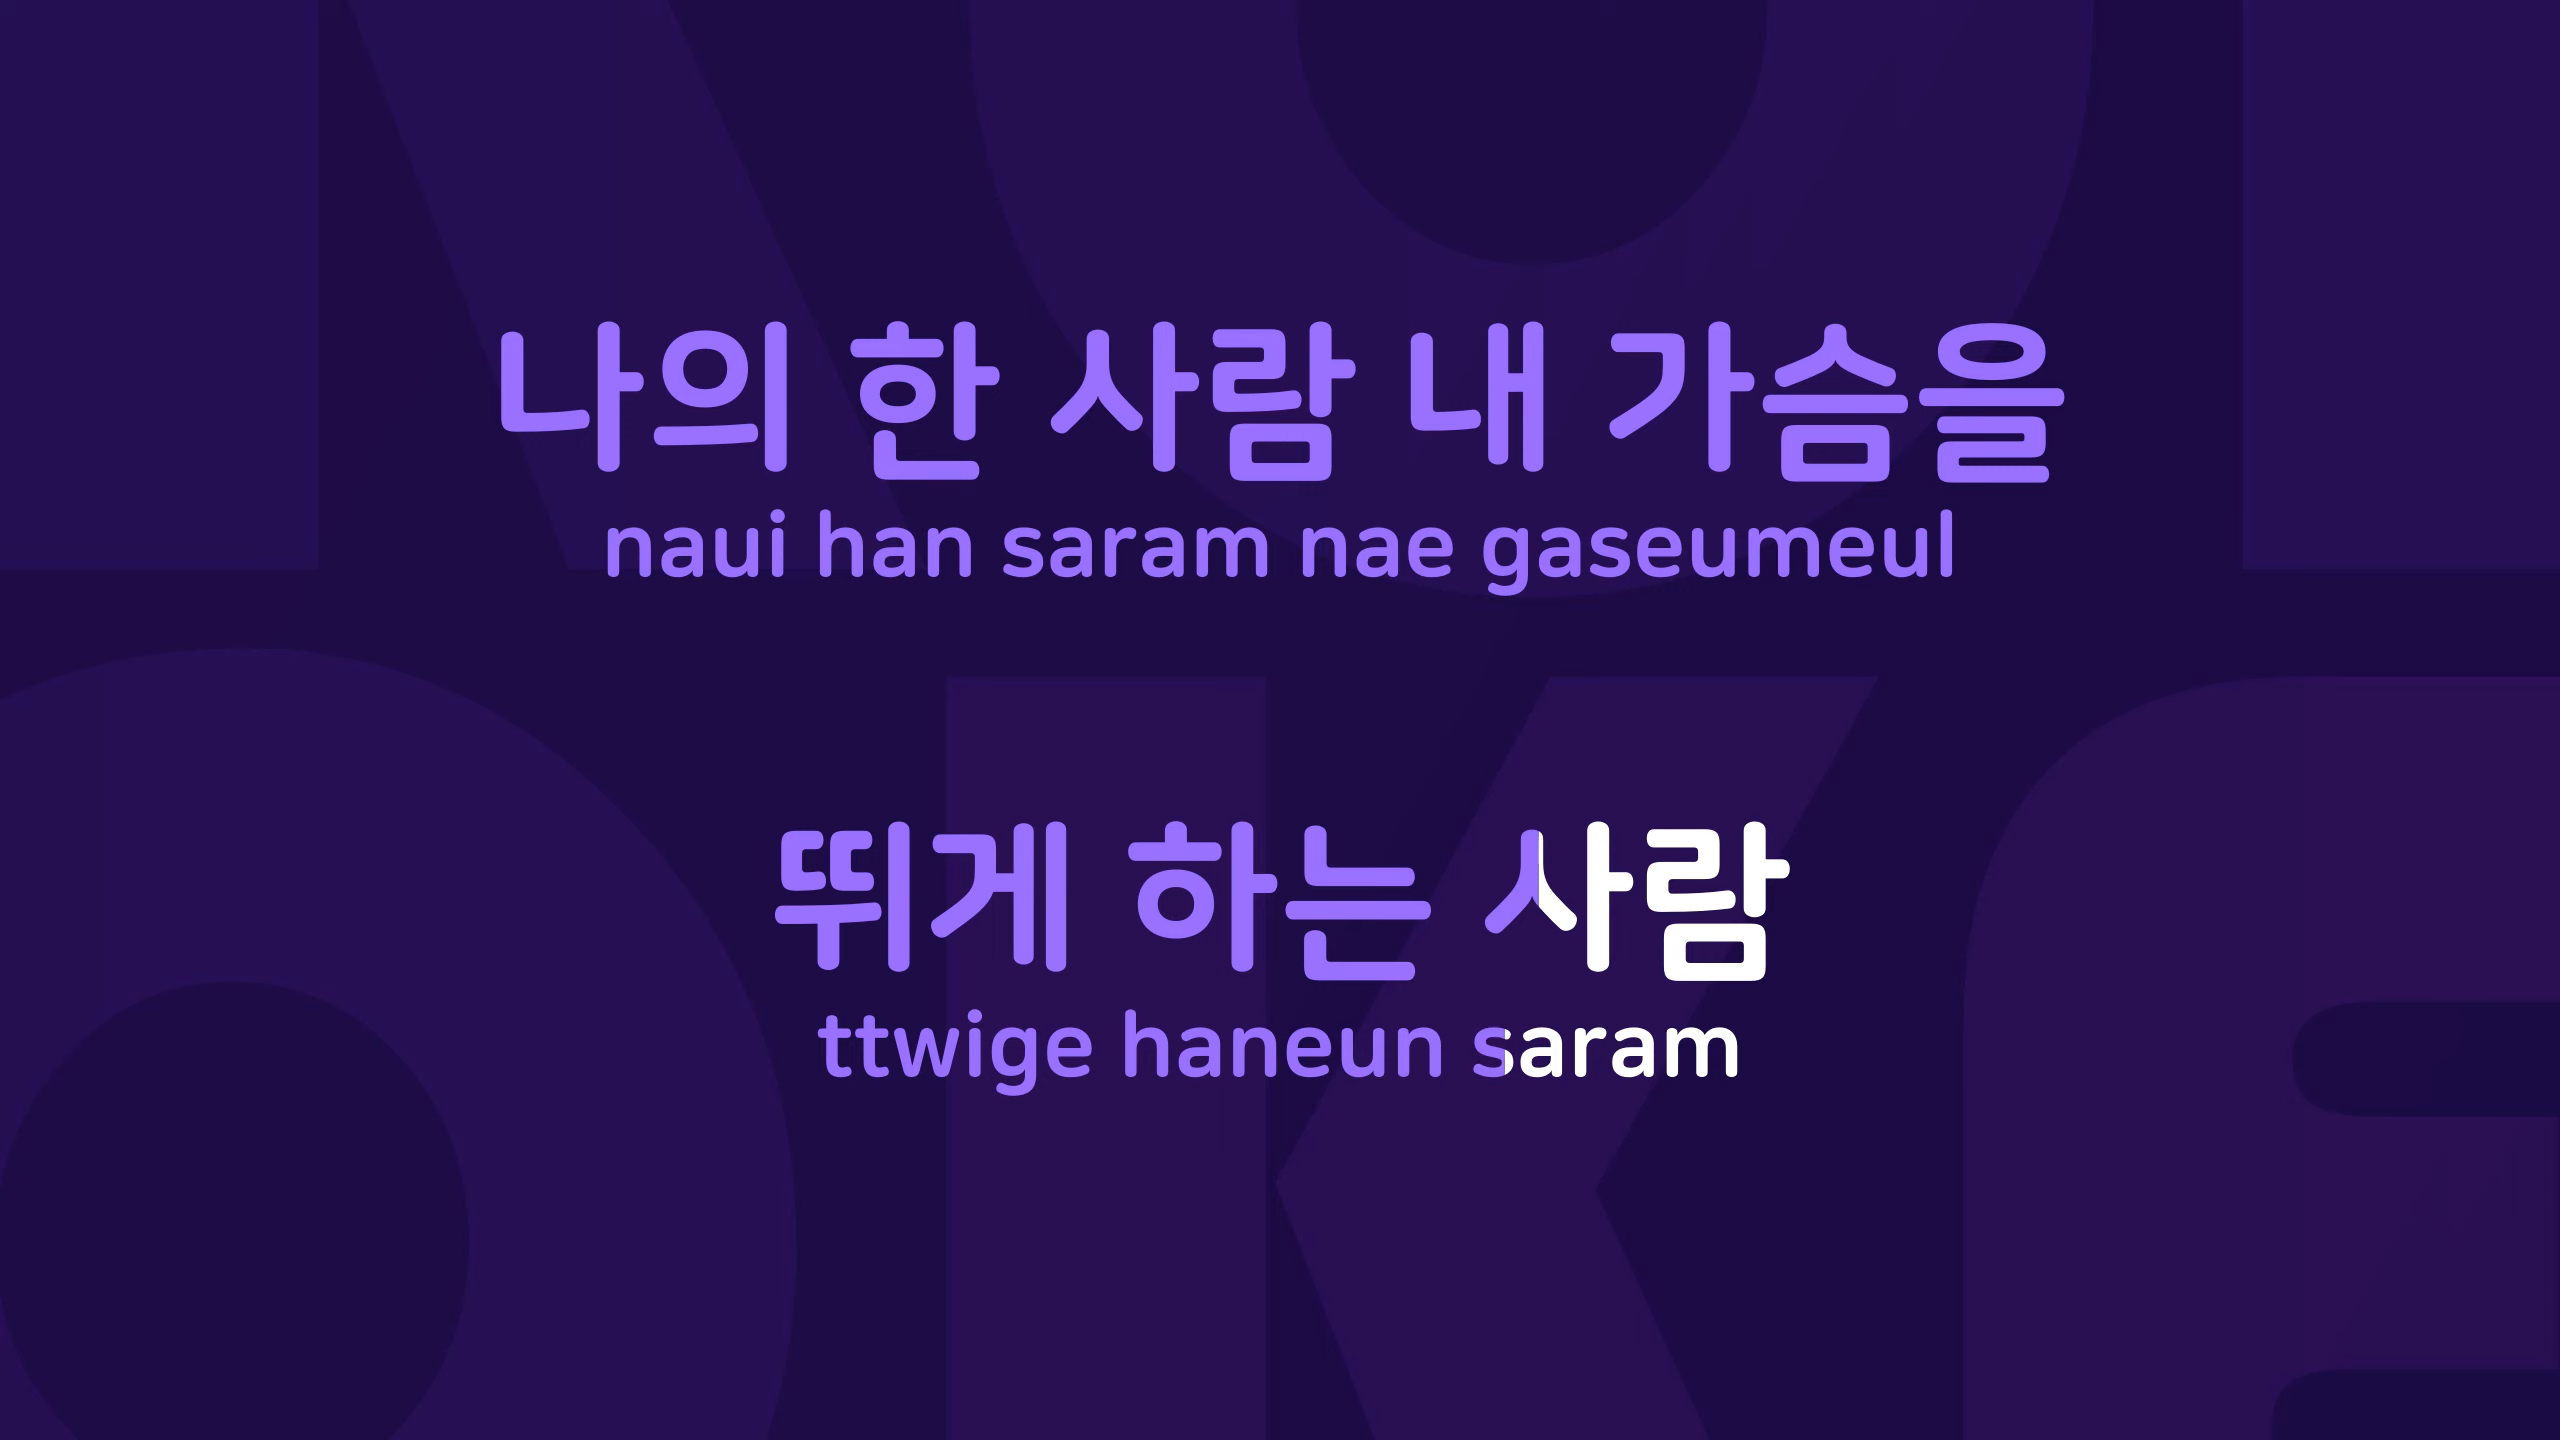 나의 한 사람 내 가슴을
naui han saram nae gaseumeul
뛰게 하는 사람
ttwige haneun saram